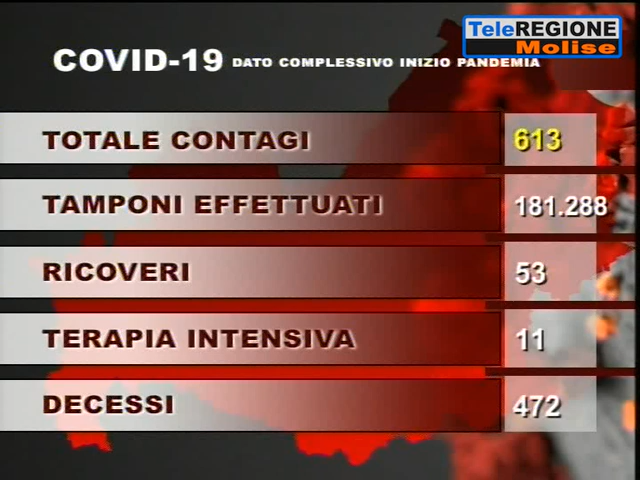 TeleREGIONE
Molise
COVID-19 DATO COMPLESSIVO INIZIO PANDEMIA
TOTALE CONTAGI 613
TAMPONI EFFETTUATI 181.288
RICOVERI 53
TERAPIA INTENSIVA 11
DECESSI 472